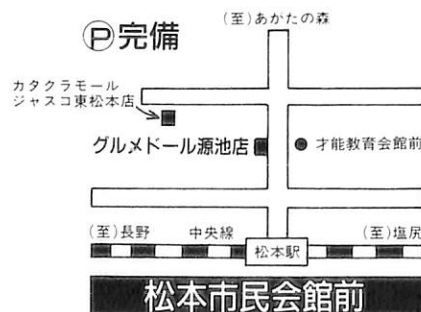 (至)あがたの森
Ⓟ完備
カタクラモール
ジャスコ東松本店
グルメドール源池店
才能教育会館前
(至)長野
中央線
松本駅
(至)塩尻
松本市民会館前